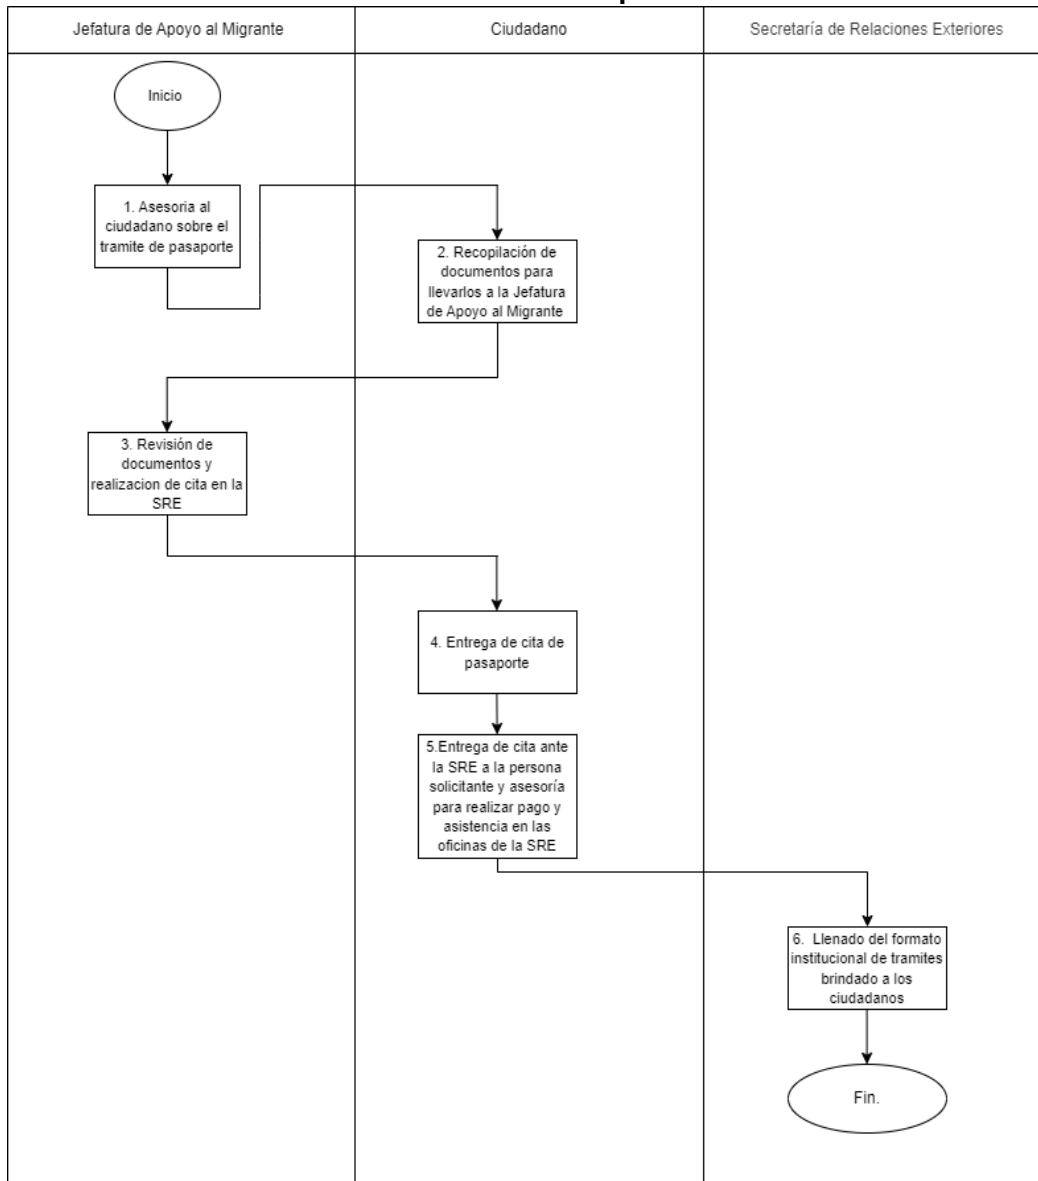 Jefatura de Apoyo al Migrante
Ciudadano
Secretaría de Relaciones Exteriores
Inicio
1. Asesoria al
ciudadano sobre el
tramite de pasaporte
2. Recopilación de
documentos para
llevarlos a la Jefatura
de Apoyo al Migrante
3. Revisión de
documentos y
realizacion de cita en la
SRE
4. Entrega de cita de
pasaporte
5.Entrega de cita ante
la SRE a la persona
solicitante y asesoría
para realizar pago y
asistencia en las
oficinas de la SRE
6. Llenado del formato
institucional de tramites
brindado a los
ciudadanos
Fin.